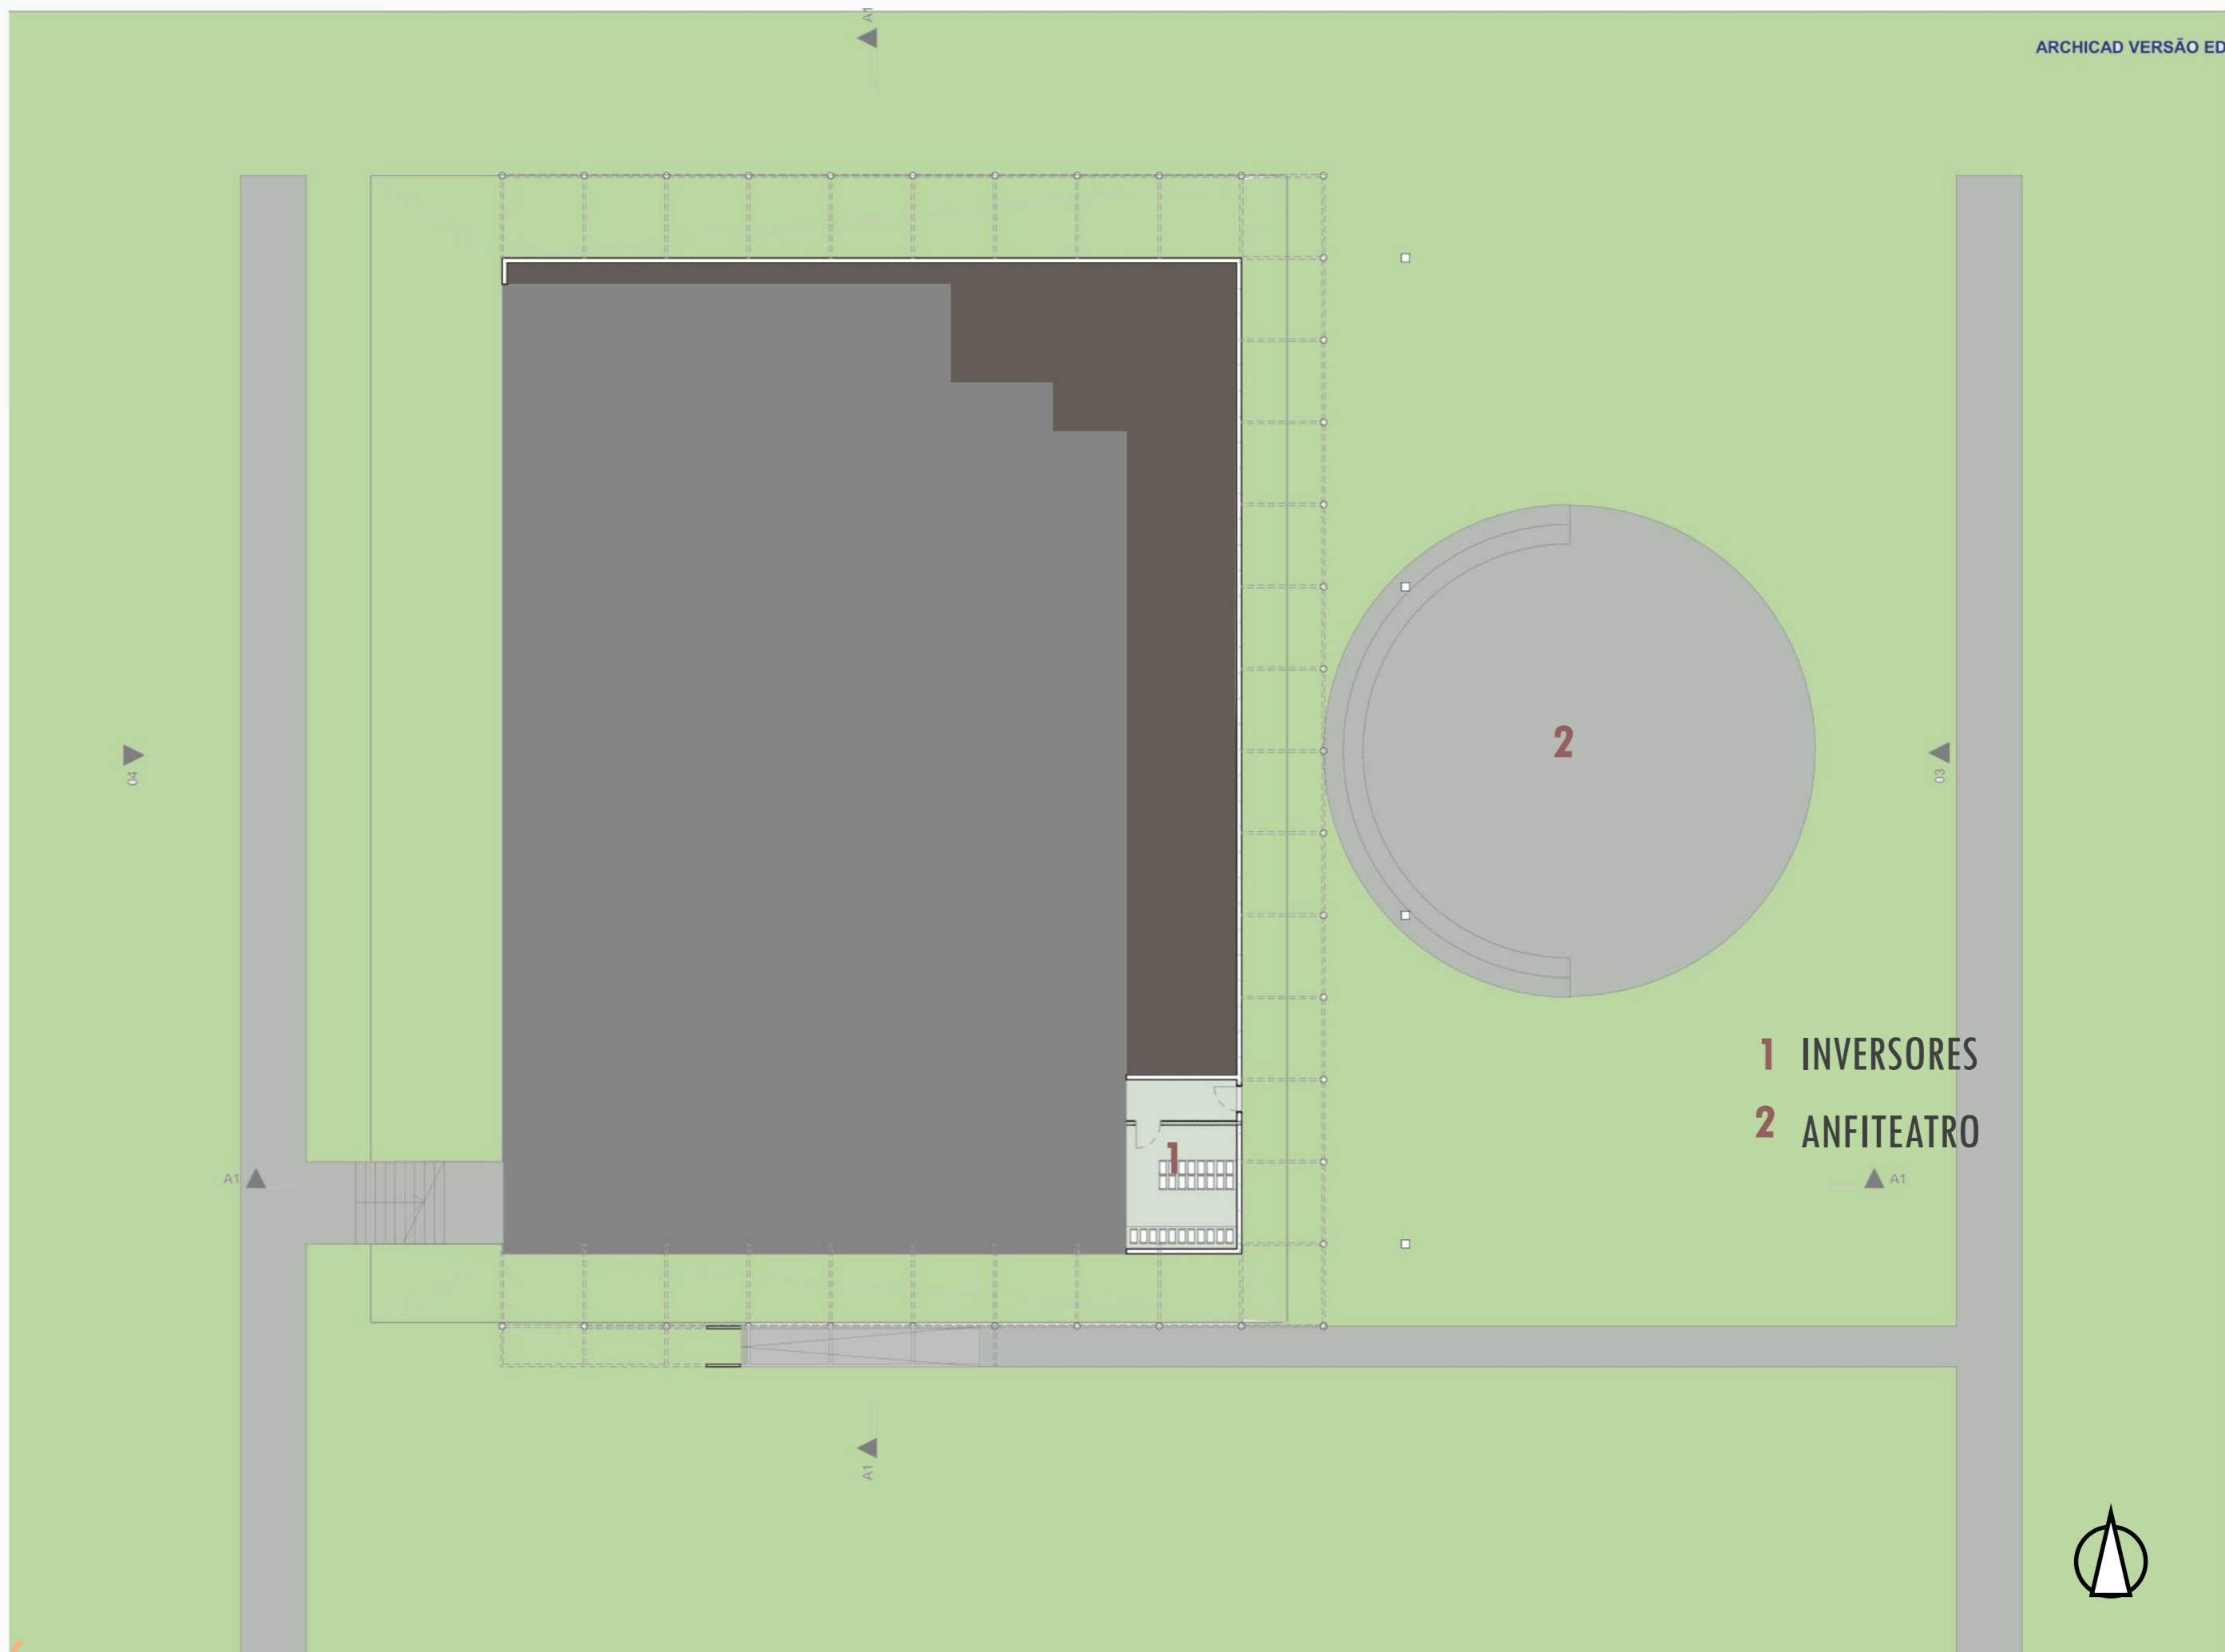 A1
ARCHICAD VERSÃO ED
04
2
03
1 INVERSORES
2 ANFITEATRO
1
A1
A1
A1